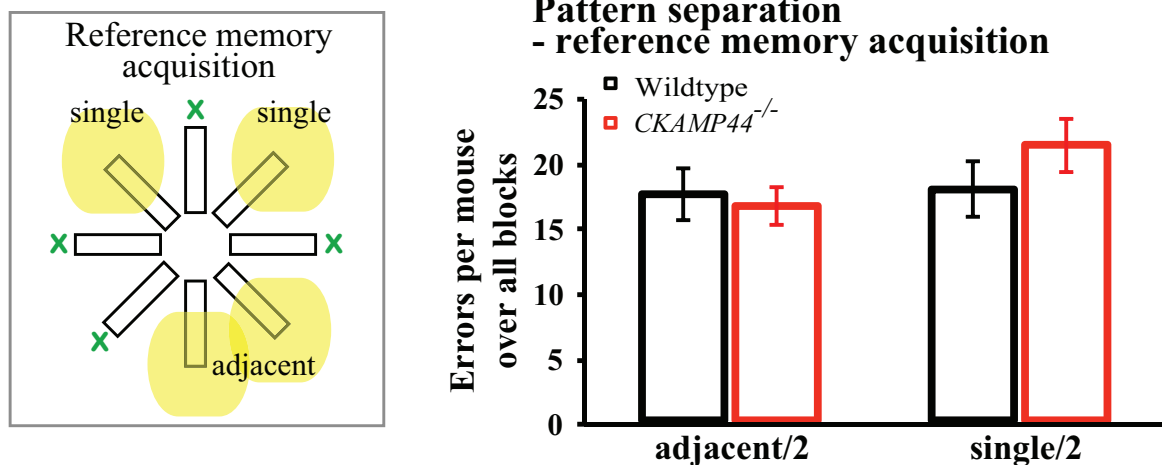 Reference memory
acquisition
single
single
X
X
X
X
adjacent
Pattern separation
- reference memory acquisition
Wildtype
CKAMP44-/-
Errors per mouse
over all blocks
25
20
15
10
5
0
adjacent/2
single/2